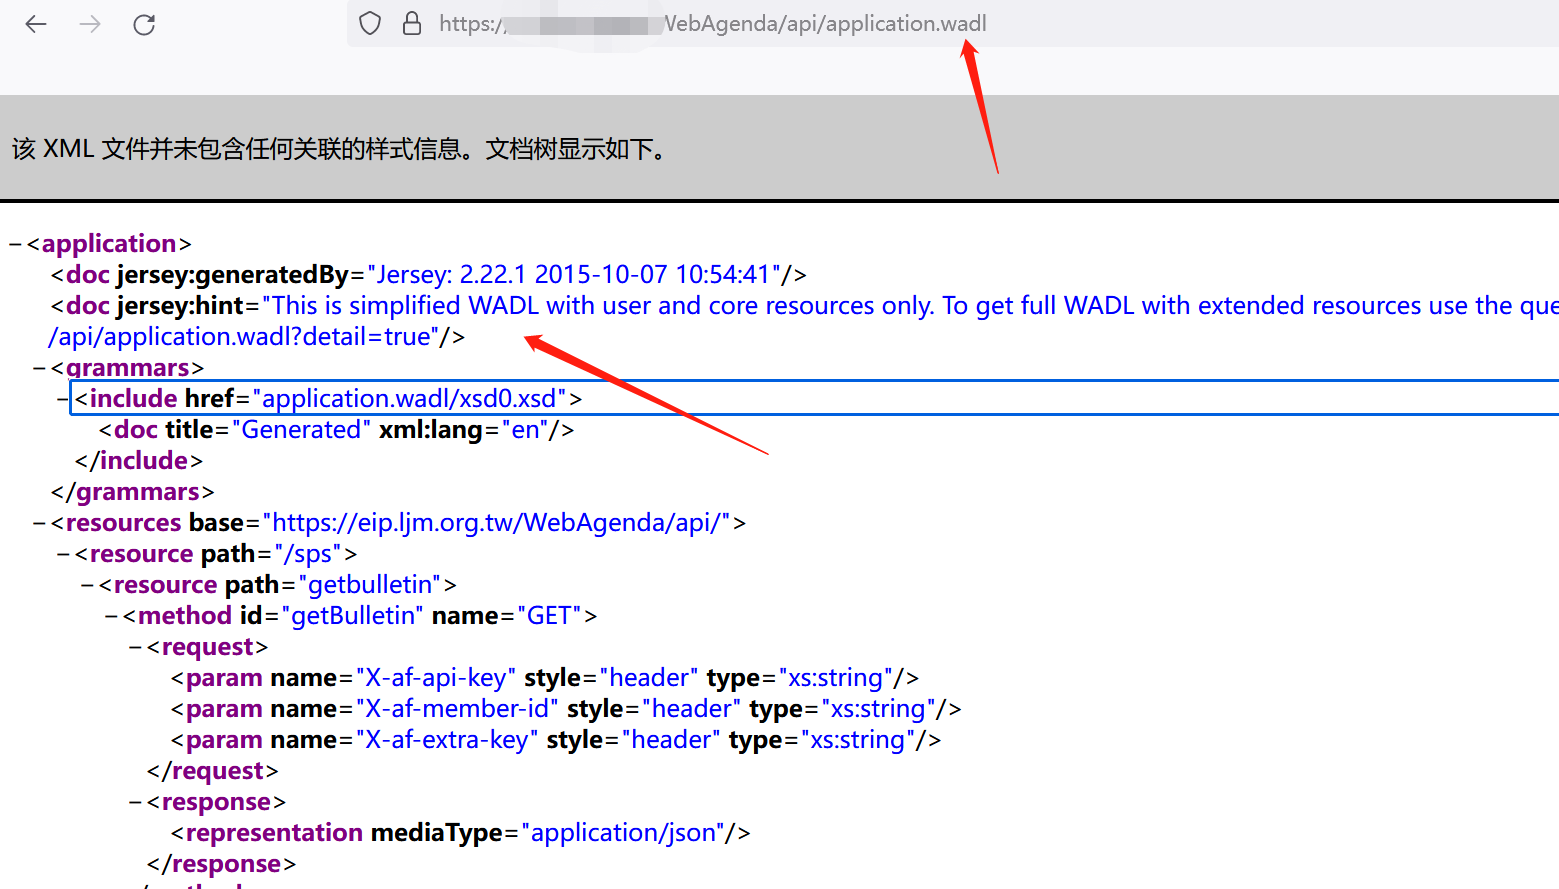 https:/ WebAgenda/api/application.wadl
该 XML 文件并未包含任何关联的样式信息。文档树显示如下。
−<application>
<doc jersey:generatedBy="Jersey: 2.22.1 2015-10-07 10:54:41"/>
<doc jersey:hint="This is simplified WADL with user and core resources only. To get full WADL with extended resources use the que
/api/application.wadl?detail=true"/>
−<grammars>
−<include href="application.wadl/xsd0.xsd">
<doc title="Generated" xml:lang="en"/>
</include>
</grammars>
−<resources base="https://eip.ljm.org.tw/WebAgenda/api/">
−<resource path="/sps">
−<resource path="getbulletin">
−<method id="getBulletin" name="GET">
−<request>
<param name="X-af-api-key" style="header" type="xs:string"/>
<param name="X-af-member-id" style="header" type="xs:string"/>
<param name="X-af-extra-key" style="header" type="xs:string"/>
</request>
−<response>
<representation mediaType="application/json"/>
</response>